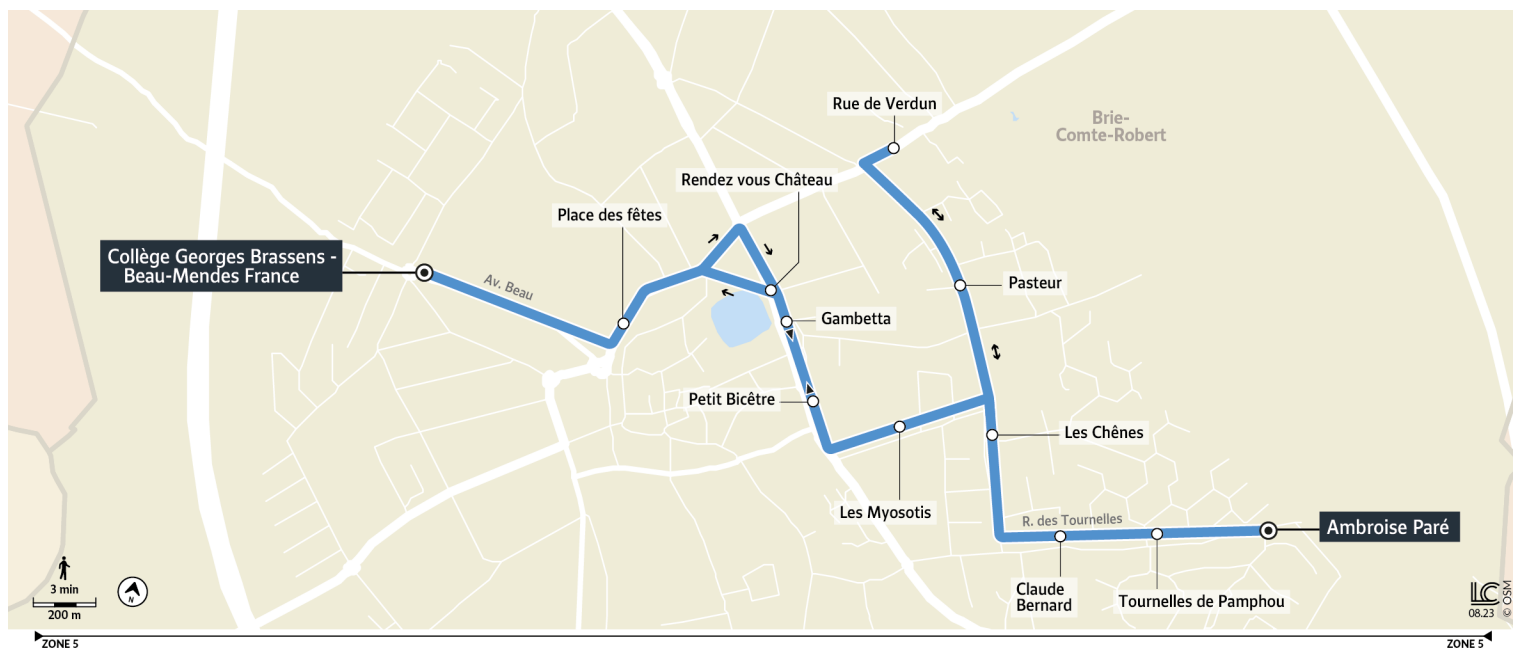 Rue de Verdun
Brie-
Comte-Robert
Rendez vous Château
Place des fêtes
Collège Georges Brassens -
Beau-Mendes France
Av. Beau
Pasteur
Gambetta
Petit Bicêtre
Les Chênes
Les Myosotis
R. des Tournelles
Ambroise Paré
Claude
Bernard
Tournelles de Pamphou
3 min
200 m
N
LC
08.23
© OSM
ZONE 5
ZONE 5